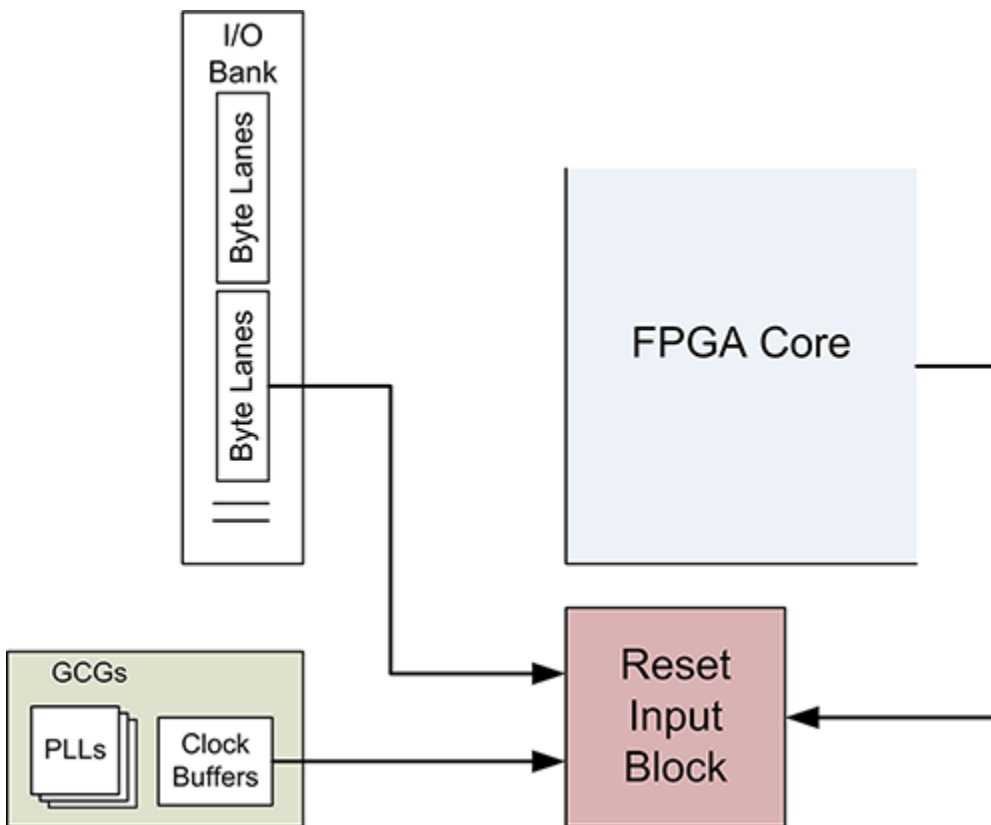 I/O
Bank
Byte Lanes
Byte Lanes
FPGA Core
GCGs
PLLs
Clock
Buffers
Reset
Input
Block